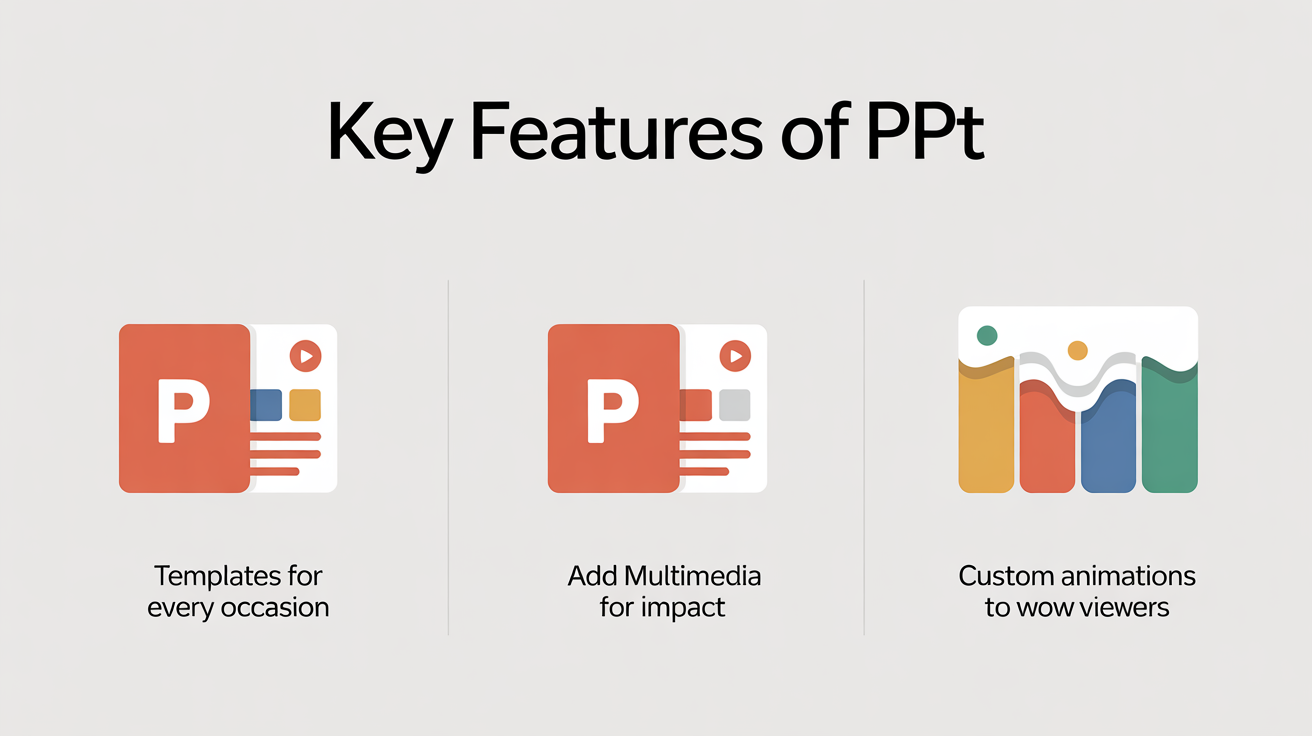 Key Features of PPt
P
P
Templates for
every occasion
Add Multimedia
for impact
Custom animations
to wow viewers